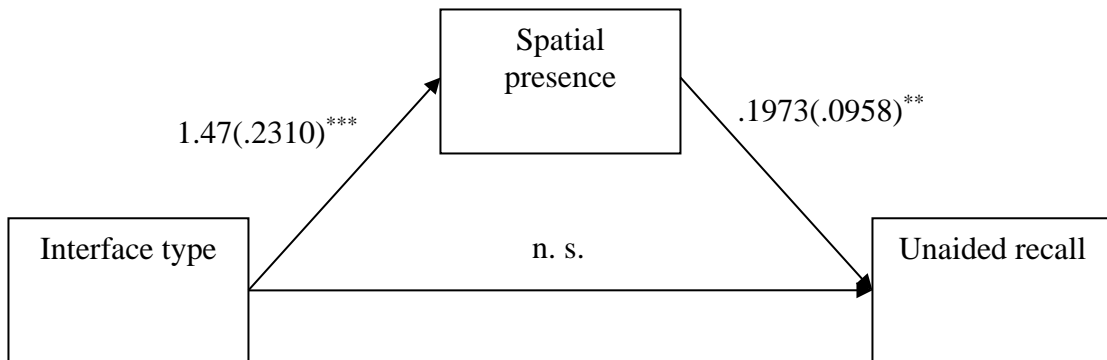 Spatial
presence
1.47(.2310)***
.1973(.0958)**
Interface type
n. s.
Unaided recall